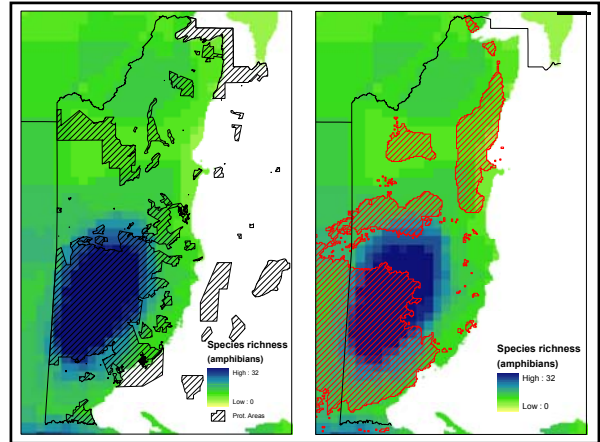 Species richness
(amphibians)
High : 32
Low : 0
Prot. Areas
Species richness
(amphibians)
High : 32
Low : 0